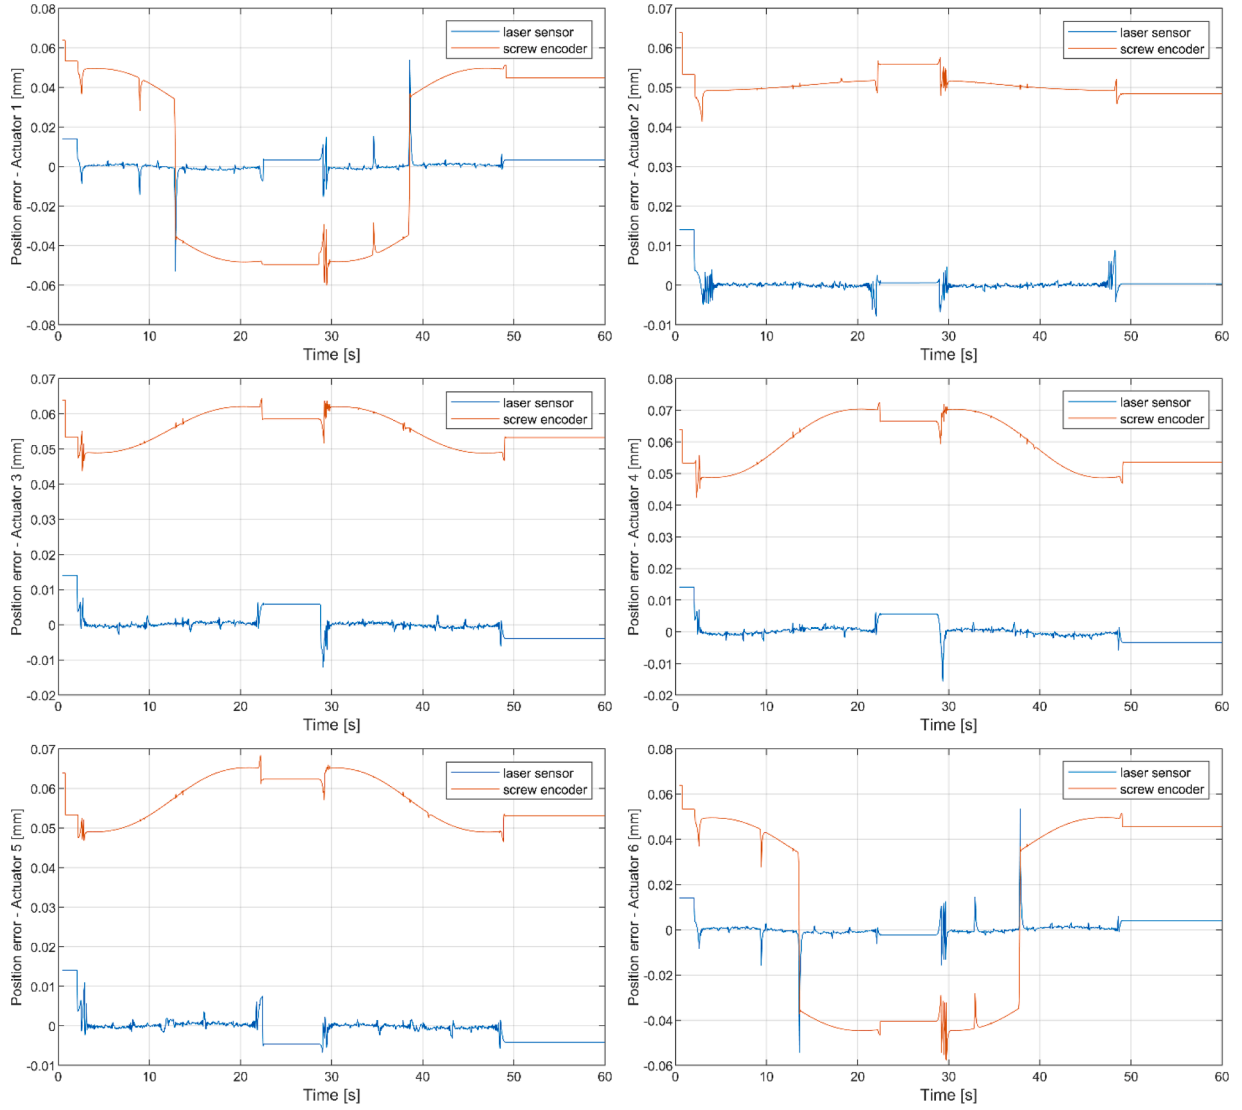 Position error - Actuator 1 [mm]
0.08
0.06
0.04
0.02
0
-0.02
-0.04
-0.06
-0.08
laser sensor
screw encoder
0 10 20 30 40 50 60
Time [s]
Position error - Actuator 2 [mm]
0.07
0.06
0.05
0.04
0.03
0.02
0.01
0
-0.01
laser sensor
screw encoder
0 10 20 30 40 50 60
Time [s]
Position error - Actuator 3 [mm]
0.07
0.06
0.05
0.04
0.03
0.02
0.01
0
-0.01
-0.02
laser sensor
screw encoder
0 10 20 30 40 50 60
Time [s]
Position error - Actuator 4 [mm]
0.08
0.07
0.06
0.05
0.04
0.03
0.02
0.01
0
-0.01
-0.02
laser sensor
screw encoder
0 10 20 30 40 50 60
Time [s]
Position error - Actuator 5 [mm]
0.07
0.06
0.05
0.04
0.03
0.02
0.01
0
-0.01
laser sensor
screw encoder
0 10 20 30 40 50 60
Time [s]
Position error - Actuator 6 [mm]
0.08
0.06
0.04
0.02
0
-0.02
-0.04
-0.06
laser sensor
screw encoder
0 10 20 30 40 50 60
Time [s]